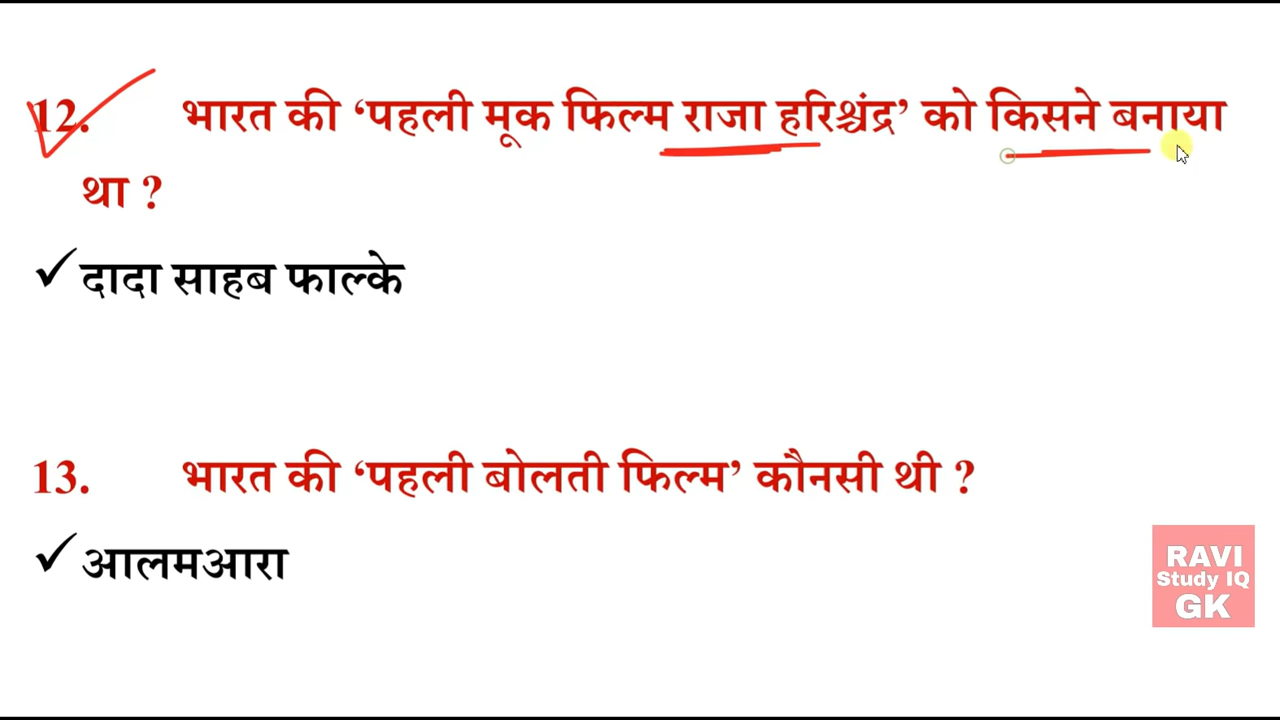 12. भारत की ‘पहली मूक फिल्म राजा हरिश्चंद्र’ को किसने बनाया
था ?
✓ दादा साहब फाल्के
13. भारत की ‘पहली बोलती फिल्म’ कौनसी थी ?
✓ आलमआरा
RAVI
Study IQ
GK